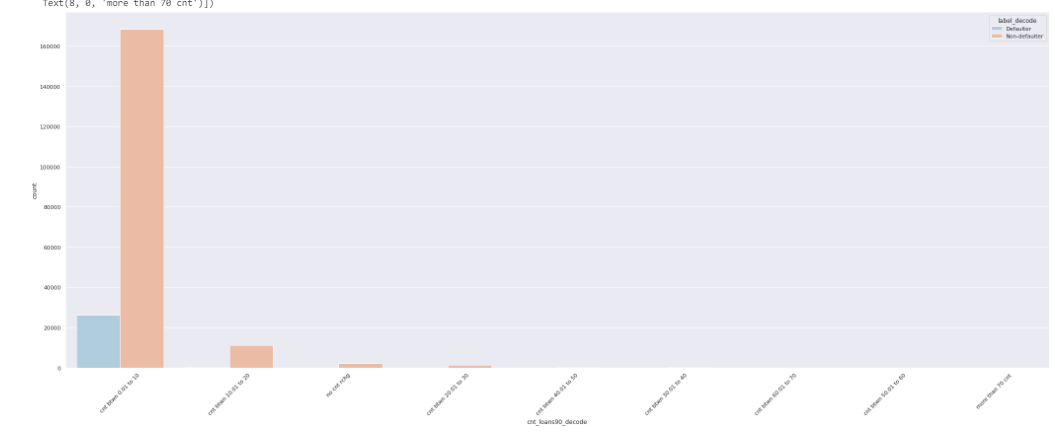 Text(8, 0, 'more than 70 cnt')])
label_decode
Defaulter
Non-defaulter
160000
140000
120000
100000
80000
60000
40000
20000
0
count
cnt btwn 0.01 to 10
cnt btwn 10.01 to 20
no cnt rchg
cnt btwn 20.01 to 30
cnt btwn 40.01 to 50
cnt btwn 30.01 to 40
cnt btwn 60.01 to 70
cnt btwn 50.01 to 60
more than 70 cnt
cnt_loans90_decode